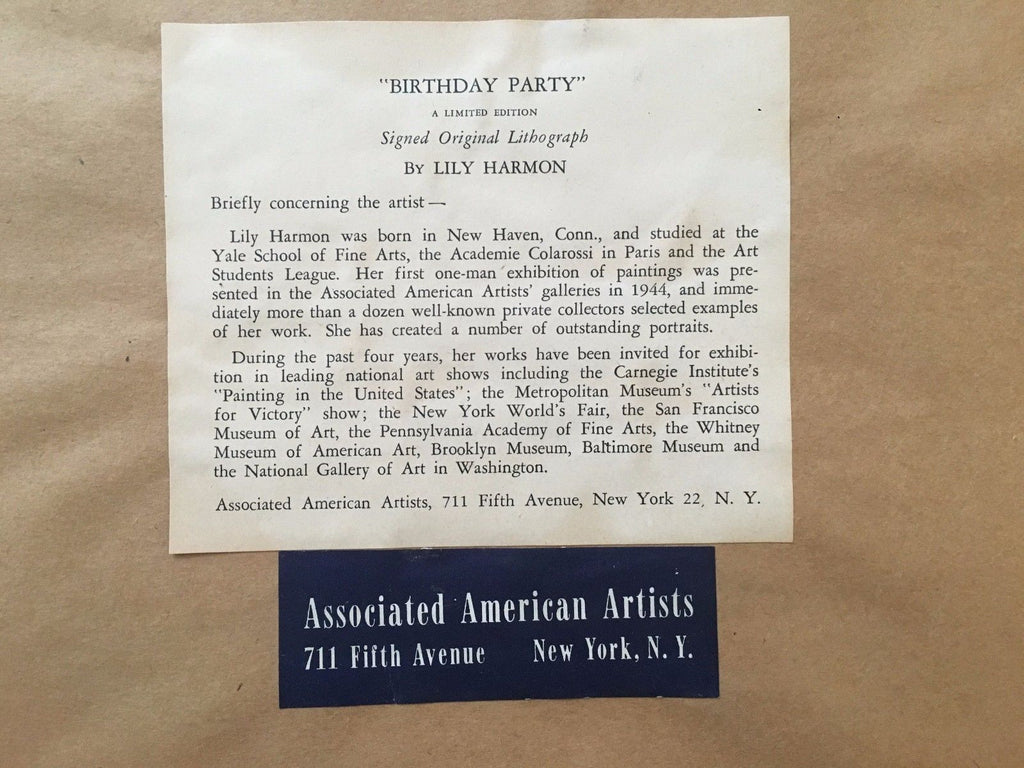 "BIRTHDAY PARTY"
A LIMITED EDITION
Signed Original Lithograph
By LILY HARMON
Briefly concerning the artist —
Lily Harmon was born in New Haven, Conn., and studied at the
Yale School of Fine Arts, the Academie Colarossi in Paris and the Art
Students League. Her first one-man exhibition of paintings was pre-
sented in the Associated American Artists' galleries in 1944, and imme-
diately more than a dozen well-known private collectors selected examples
of her work. She has created a number of outstanding portraits.
During the past four years, her works have been invited for exhibi-
tion in leading national art shows including the Carnegie Institute's
"Painting in the United States"; the Metropolitan Museum's "Artists
for Victory" show; the New York World's Fair, the San Francisco
Museum of Art, the Pennsylvania Academy of Fine Arts, the Whitney
Museum of American Art, Brooklyn Museum, Baltimore Museum and
the National Gallery of Art in Washington.
Associated American Artists, 711 Fifth Avenue, New York 22, N. Y.
Associated American Artists
711 Fifth Avenue New York, N. Y.